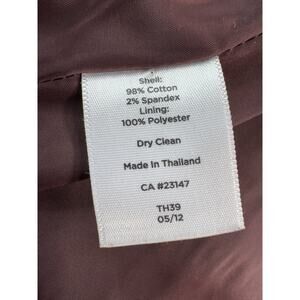 Shell:
98% Cotton
2% Spandex
Lining:
100% Polyester
Dry Clean
Made in Thailand
CA #23147
TH39
05/12